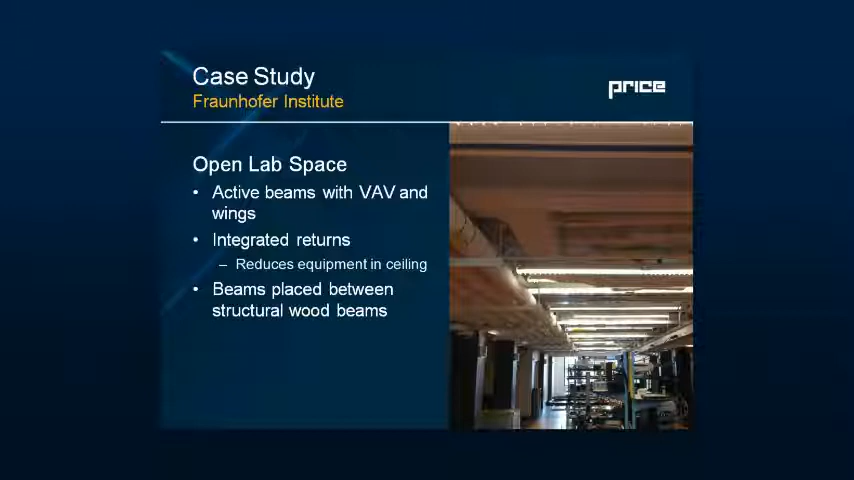 Case Study
Fraunhofer Institute
price
Open Lab Space
• Active beams with VAV and
wings
• Integrated returns
– Reduces equipment in ceiling
• Beams placed between
structural wood beams